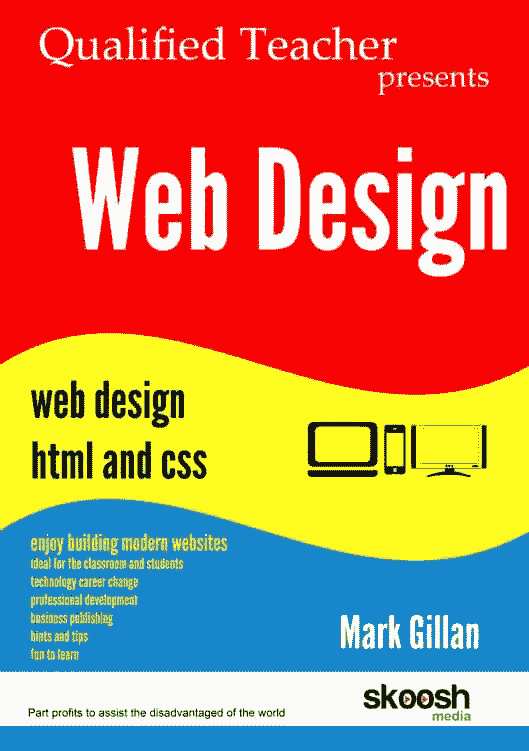 Qualified Teacher
presents
Web Design
web design
html and css
enjoy building modern websites
ideal for the classroom and students
technology career change
professional development
business publishing
hints and tips
fun to learn
Mark Gillan
Part profits to assist the disadvantaged of the world
skoosh
media